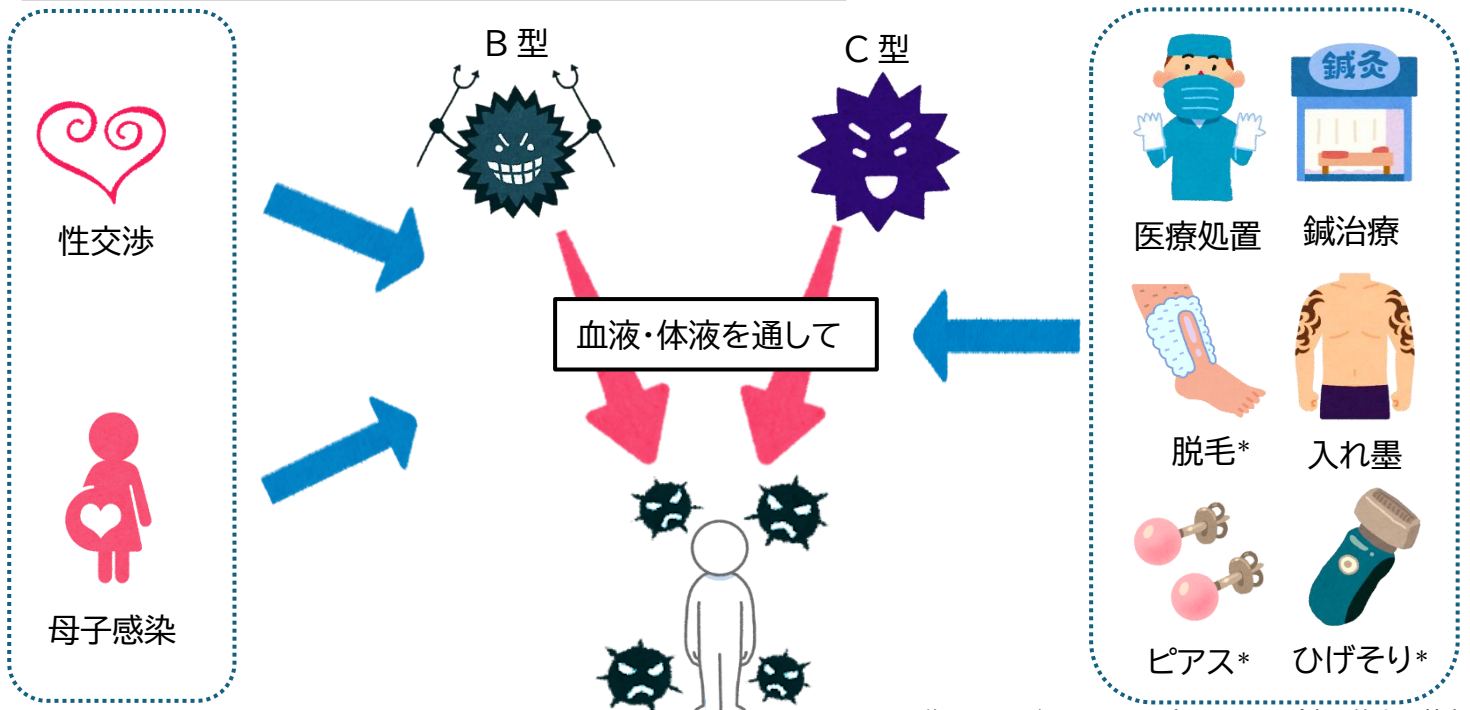 B型
C型
性交渉
母子感染
血液・体液を通して
鍼灸
医療処置
鍼治療
脱毛*
入れ墨
ピアス*
ひげそり*